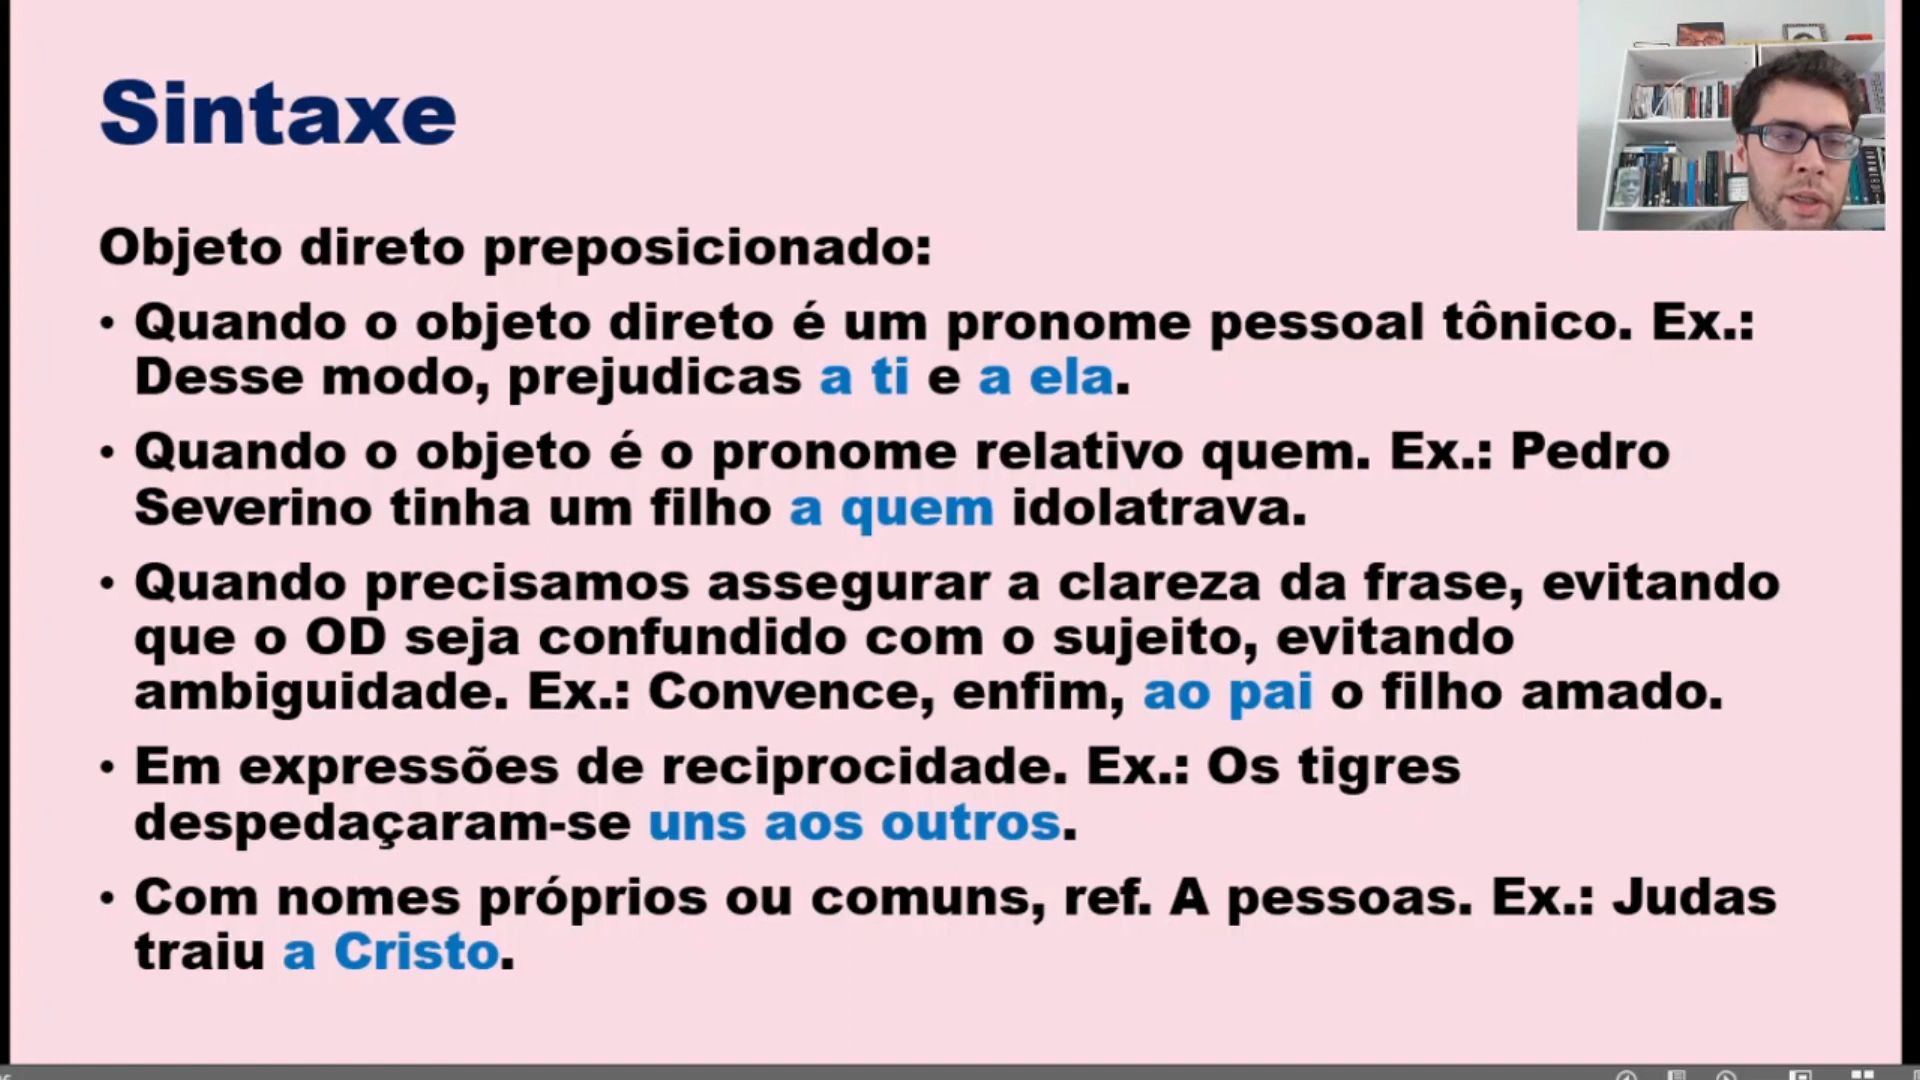 Sintaxe
Objeto direto preposicionado:
• Quando o objeto direto é um pronome pessoal tônico. Ex.:
Desse modo, prejudicas a ti e a ela.
• Quando o objeto é o pronome relativo quem. Ex.: Pedro
Severino tinha um filho a quem idolatrava.
• Quando precisamos assegurar a clareza da frase, evitando
que o OD seja confundido com o sujeito, evitando
ambiguidade. Ex.: Convence, enfim, ao pai o filho amado.
• Em expressões de reciprocidade. Ex.: Os tigres
despedaçaram-se uns aos outros.
• Com nomes próprios ou comuns, ref. A pessoas. Ex.: Judas
traiu a Cristo.